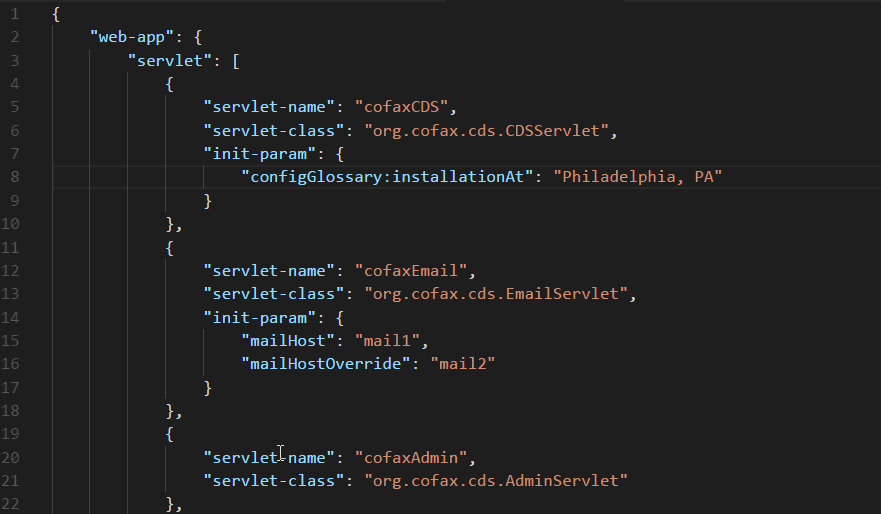 1 {
2     "web-app": {
3         "servlet": [
4             {
5                 "servlet-name": "cofaxCDS",
6                 "servlet-class": "org.cofax.cds.CDSServlet",
7                 "init-param": {
8                     "configGlossary:installationAt": "Philadelphia, PA"
9                 }
10             },
11             {
12                 "servlet-name": "cofaxEmail",
13                 "servlet-class": "org.cofax.cds.EmailServlet",
14                 "init-param": {
15                     "mailHost": "mail1",
16                     "mailHostOverride": "mail2"
17                 }
18             },
19             {
20                 "servlet-name": "cofaxAdmin",
21                 "servlet-class": "org.cofax.cds.AdminServlet"
22             },